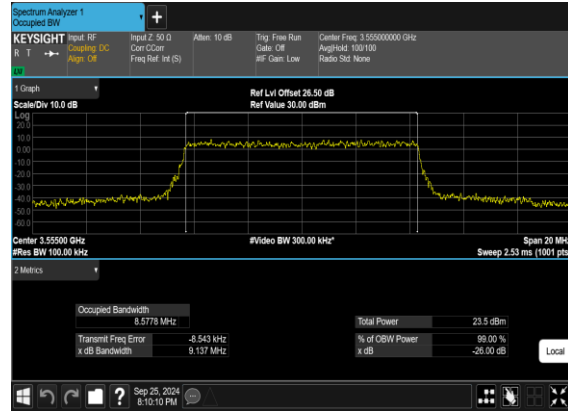 Spectrum Analyzer 1
Occupied BW
+
KEYSIGHT Input: RF Input Z: 50 Ω Atten: 10 dB Trig: Free Run Center Freq: 3.555000000 GHz
R T Coupling: DC Corr CCorr Gate: Off Avg|Hold: 100/100
Align: Off Freq Ref: Int (S) #IF Gain: Low Radio Std: None
LXI
1 Graph
Ref Lvl Offset 26.50 dB
Scale/Div 10.0 dB Ref Value 30.00 dBm
Log
20.0
10.0
0.00
-10.0
-20.0
-30.0
-40.0
-50.0
-60.0
Center 3.55500 GHz #Video BW 300.00 kHz* Span 20 MHz
#Res BW 100.00 kHz Sweep 2.53 ms (1001 pts)
2 Metrics
Occupied Bandwidth
8.5778 MHz Total Power 23.5 dBm
Transmit Freq Error -8.543 kHz % of OBW Power 99.00 %
x dB Bandwidth 9.137 MHz x dB -26.00 dB
Local
?
Sep 25, 2024
8:10:10 PM